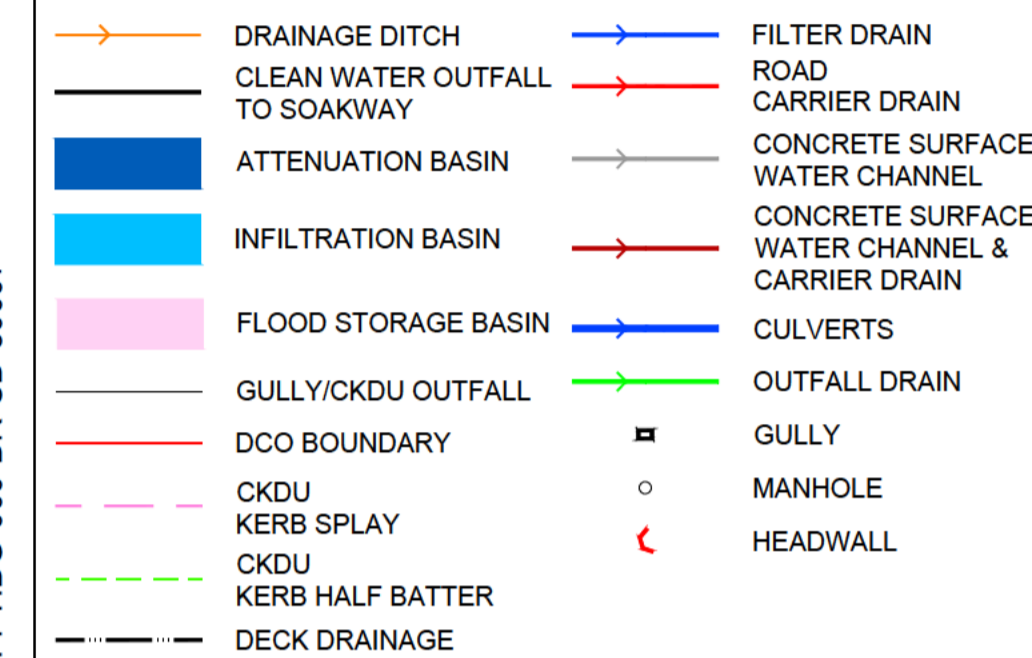 DRAINAGE DITCH
CLEAN WATER OUTFALL
TO SOAKWAY
ATTENUATION BASIN
INFILTRATION BASIN
FLOOD STORAGE BASIN
GULLY/CKDU OUTFALL
DCO BOUNDARY
CKDU
KERB SPLAY
CKDU
KERB HALF BATTER
DECK DRAINAGE
FILTER DRAIN
ROAD
CARRIER DRAIN
CONCRETE SURFACE
WATER CHANNEL
CONCRETE SURFACE
WATER CHANNEL &
CARRIER DRAIN
CULVERTS
OUTFALL DRAIN
GULLY
MANHOLE
HEADWALL